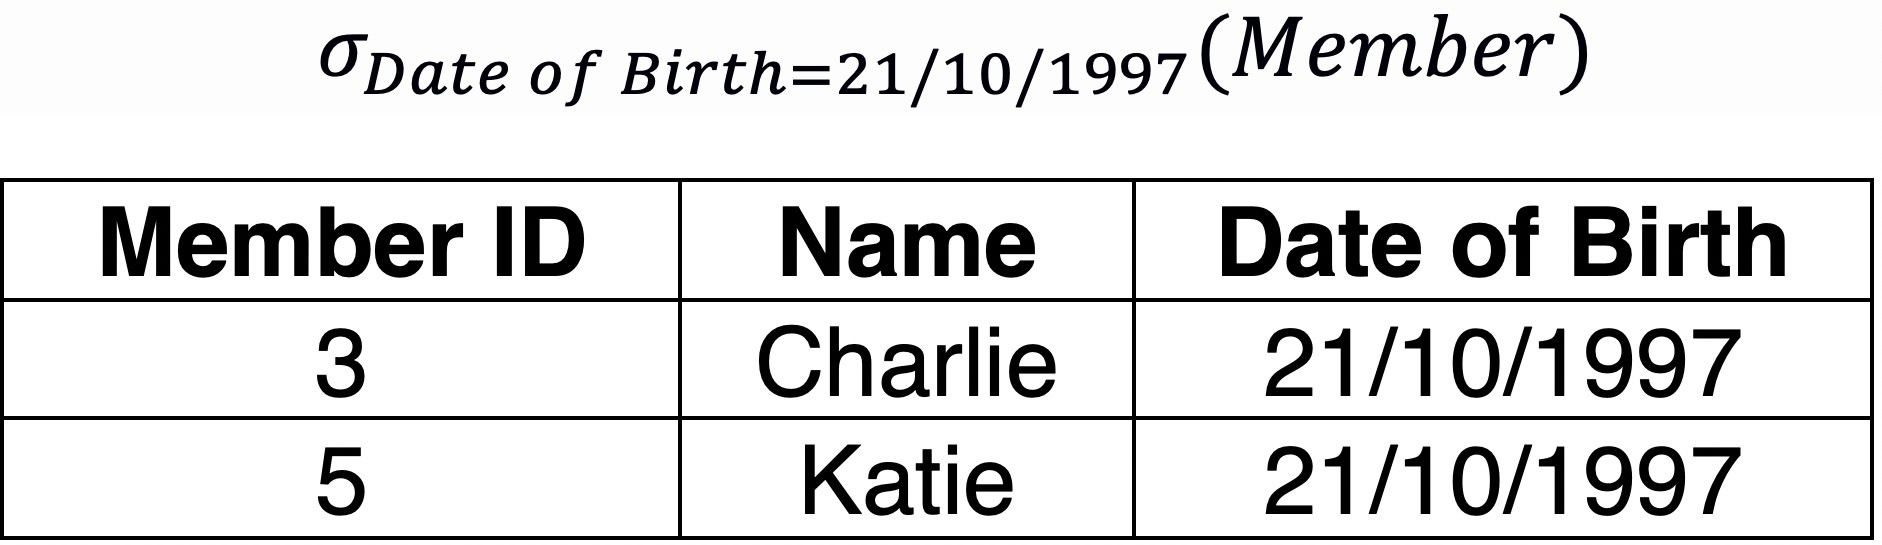 σDate of Birth=21/10/1997(Member)
Member ID Name Date of Birth
3 Charlie 21/10/1997
5 Katie 21/10/1997